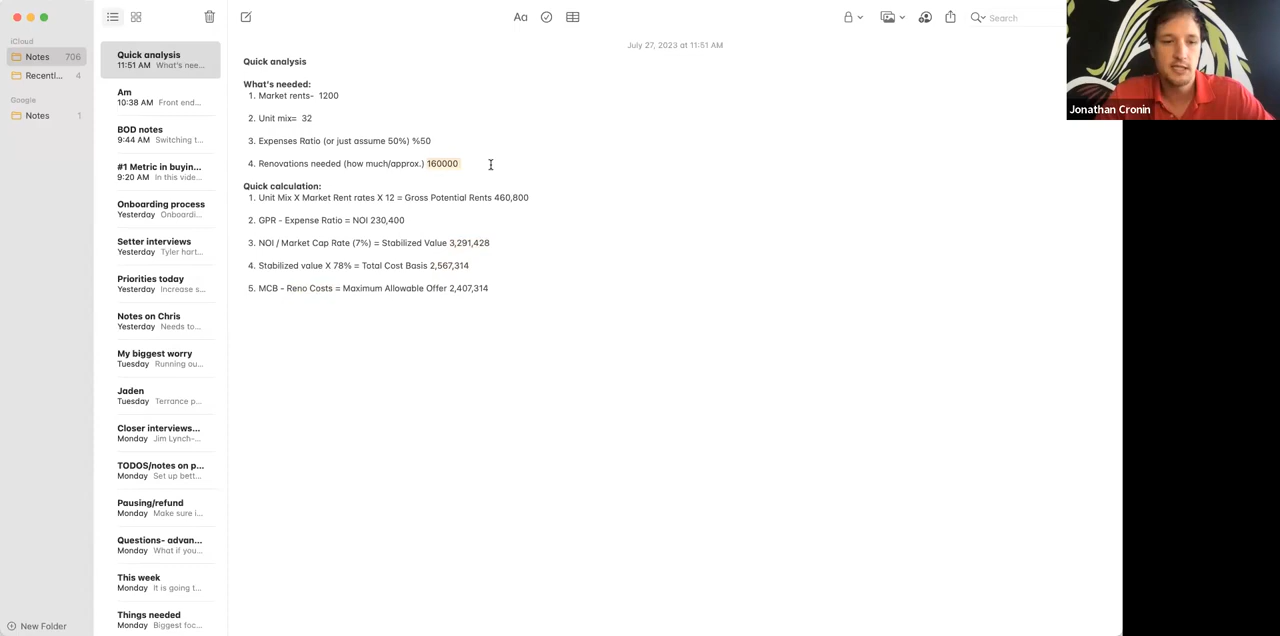 Aa
Search
iCloud
Notes 706
Recenti... 4
Google
Notes 1
New Folder
Quick analysis
11:51 AM What's nee...
Am
10:38 AM Front end...
BOD notes
9:44 AM Switching t...
#1 Metric in buyin...
9:20 AM In this vide...
Onboarding process
Yesterday Onboardi...
Setter interviews
Yesterday Tyler hart...
Priorities today
Yesterday Increase s...
Notes on Chris
Yesterday Needs to...
My biggest worry
Tuesday Running ou...
Jaden
Tuesday Terrance p...
Closer interviews...
Monday Jim Lynch-...
TODOS/notes on p...
Monday Set up bett...
Pausing/refund
Monday Make sure i...
Questions- advan...
Monday What if you...
This week
Monday It is going t...
Things needed
Monday Biggest foc...
July 27, 2023 at 11:51 AM
Quick analysis
What's needed:
1. Market rents- 1200
2. Unit mix= 32
3. Expenses Ratio (or just assume 50%) %50
4. Renovations needed (how much/approx.) 160000
Quick calculation:
1. Unit Mix X Market Rent rates X 12 = Gross Potential Rents 460,800
2. GPR - Expense Ratio = NOI 230,400
3. NOI / Market Cap Rate (7%) = Stabilized Value 3,291,428
4. Stabilized value X 78% = Total Cost Basis 2,567,314
5. MCB - Reno Costs = Maximum Allowable Offer 2,407,314
Jonathan Cronin